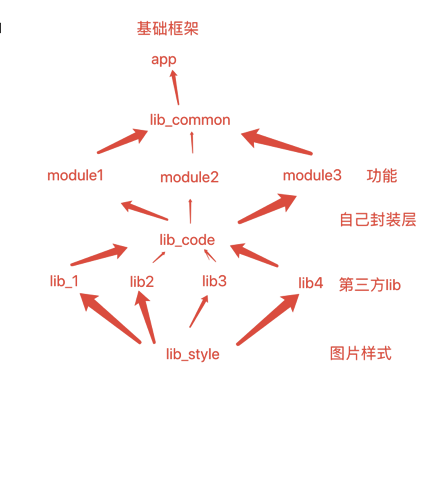 基础框架
app
lib_common
module1
module2
module3 功能
自己封装层
lib_code
lib_1
lib2
lib3
lib4 第三方lib
lib_style
图片样式